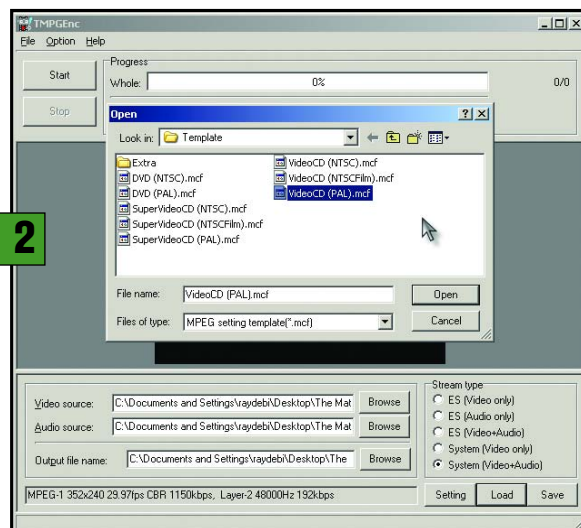 TMPGEnc
File Option Help
Progress
Start
Whole: 0% 0/0
Stop
Open
Look in: Template
Extra
DVD (NTSC).mcf
DVD (PAL).mcf
SuperVideoCD (NTSC).mcf
SuperVideoCD (NTSCFilm).mcf
SuperVideoCD (PAL).mcf
VideoCD (NTSC).mcf
VideoCD (NTSCFilm).mcf
VideoCD (PAL).mcf
2
File name: VideoCD (PAL).mcf Open
Files of type: MPEG setting template(*.mcf) Cancel
Stream type
Video source: C:\Documents and Settings\raydebi\Desktop\The Mat Browse
Audio source: C:\Documents and Settings\raydebi\Desktop\The Mat Browse
Output file name: C:\Documents and Settings\raydebi\Desktop\The Browse
ES (Video only)
ES (Audio only)
ES (Video+Audio)
System (Video only)
System (Video+Audio)
MPEG-1 352x240 29.97fps CBR 1150kbps, Layer-2 48000Hz 192kbps Setting Load Save